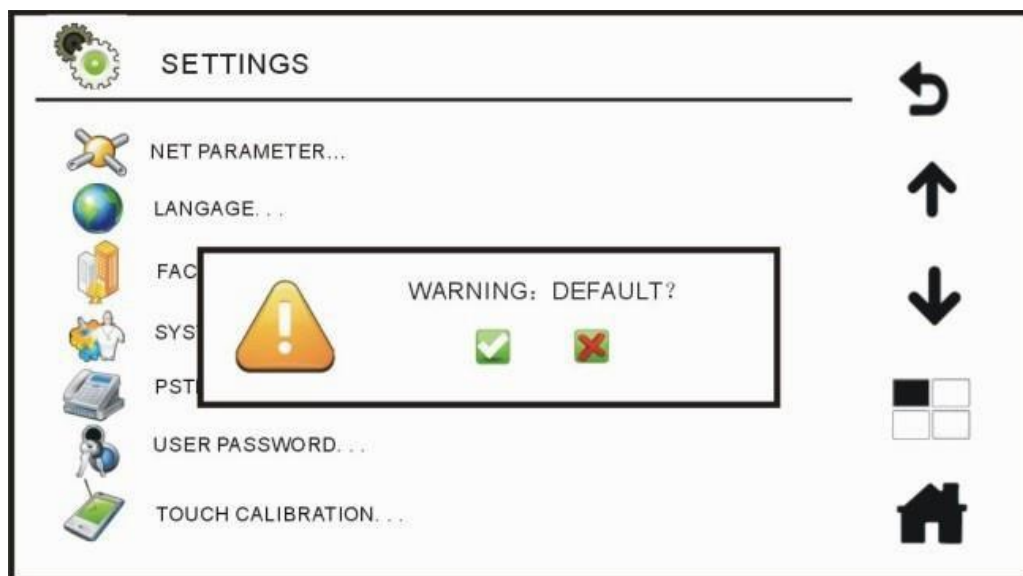 SETTINGS
NET PARAMETER...
LANGAGE. . .
FAC
WARNING: DEFAULT?
SYS
PST
USER PASSWORD. . .
TOUCH CALIBRATION. . .